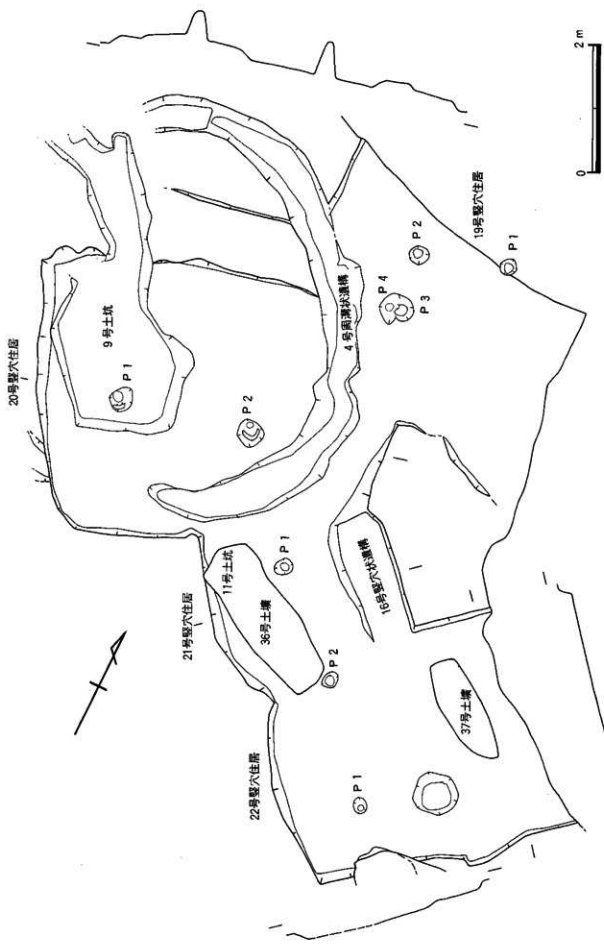 20号竪穴住居
9号土坑
P 1
P 2
4号周溝状遺構
P 4
P 3
P 2
19号竪穴住居
P 1
21号竪穴住居
11号土坑
36号土壙
P 1
P 2
16号竪穴状遺構
22号竪穴住居
P 1
37号土壙
0 2 m